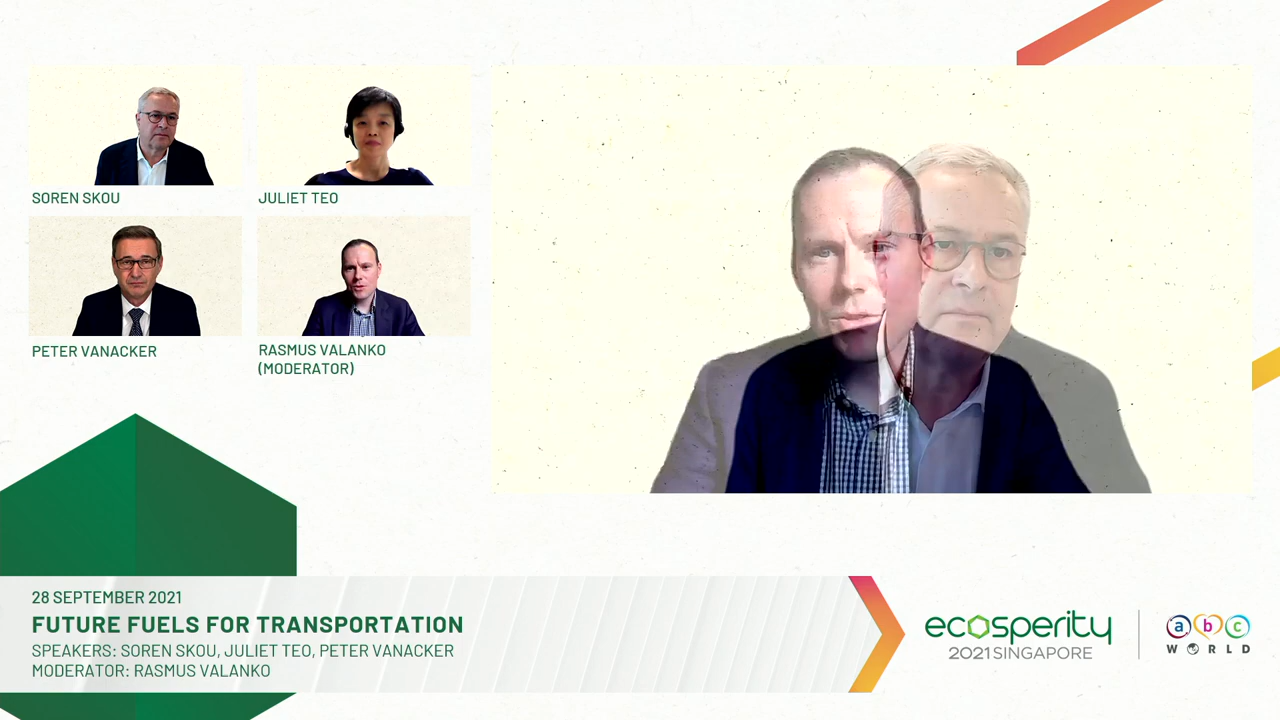 SOREN SKOU
JULIET TEO
PETER VANACKER
RASMUS VALANKO
(MODERATOR)
28 SEPTEMBER 2021
FUTURE FUELS FOR TRANSPORTATION
SPEAKERS: SOREN SKOU, JULIET TEO, PETER VANACKER
MODERATOR: RASMUS VALANKO
ecosperity
2021 SINGAPORE
abc
WORLD